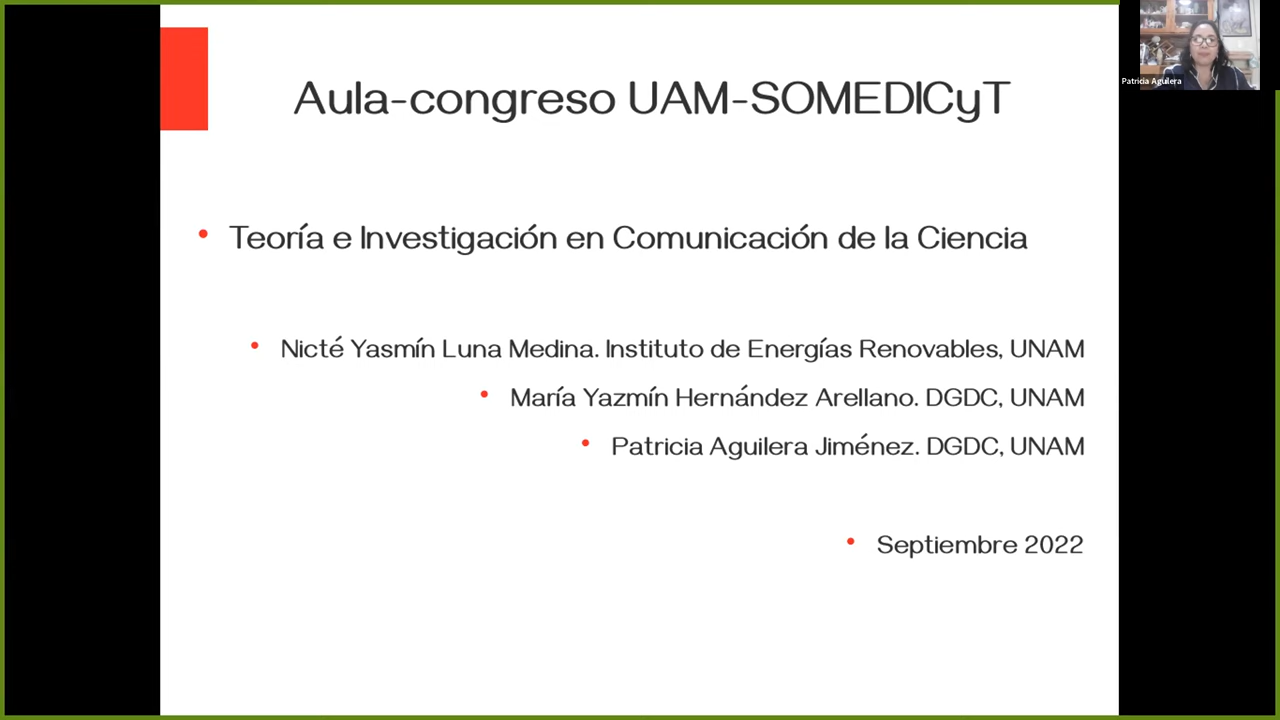 Aula-congreso UAM-SOMEDICyT
Patricia Aguilera
• Teoría e Investigación en Comunicación de la Ciencia
• Nicté Yasmín Luna Medina. Instituto de Energías Renovables, UNAM
• María Yazmín Hernández Arellano. DGDC, UNAM
• Patricia Aguilera Jiménez. DGDC, UNAM
• Septiembre 2022